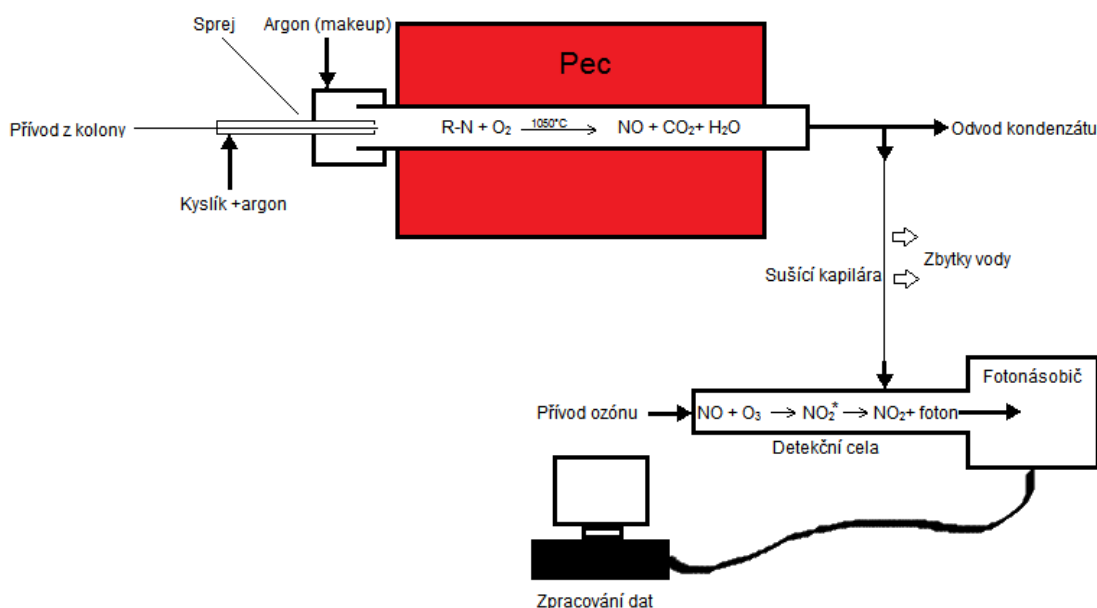 Sprej
Argon (makeup)
Pec
Přívod z kolony
R-N + O₂ 1050°C → NO + CO₂+ H₂O
Odvod kondenzátu
Kyslík +argon
Zbytky vody
Sušící kapilára
Fotonásobič
Přívod ozónu
NO + O₃ → NO₂* → NO₂+ foton
Detekční cela
Zpracování dat